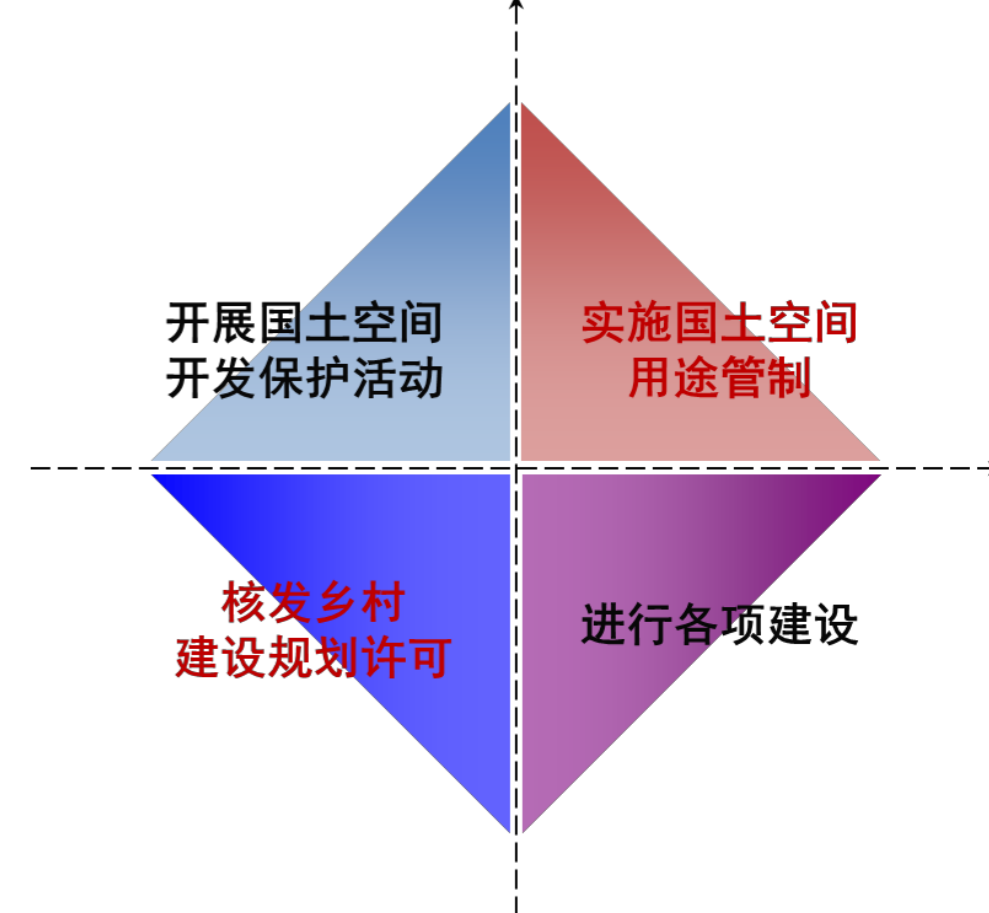 开展国土空间
开发保护活动
实施国土空间
用途管制
核发乡村
建设规划许可
进行各项建设